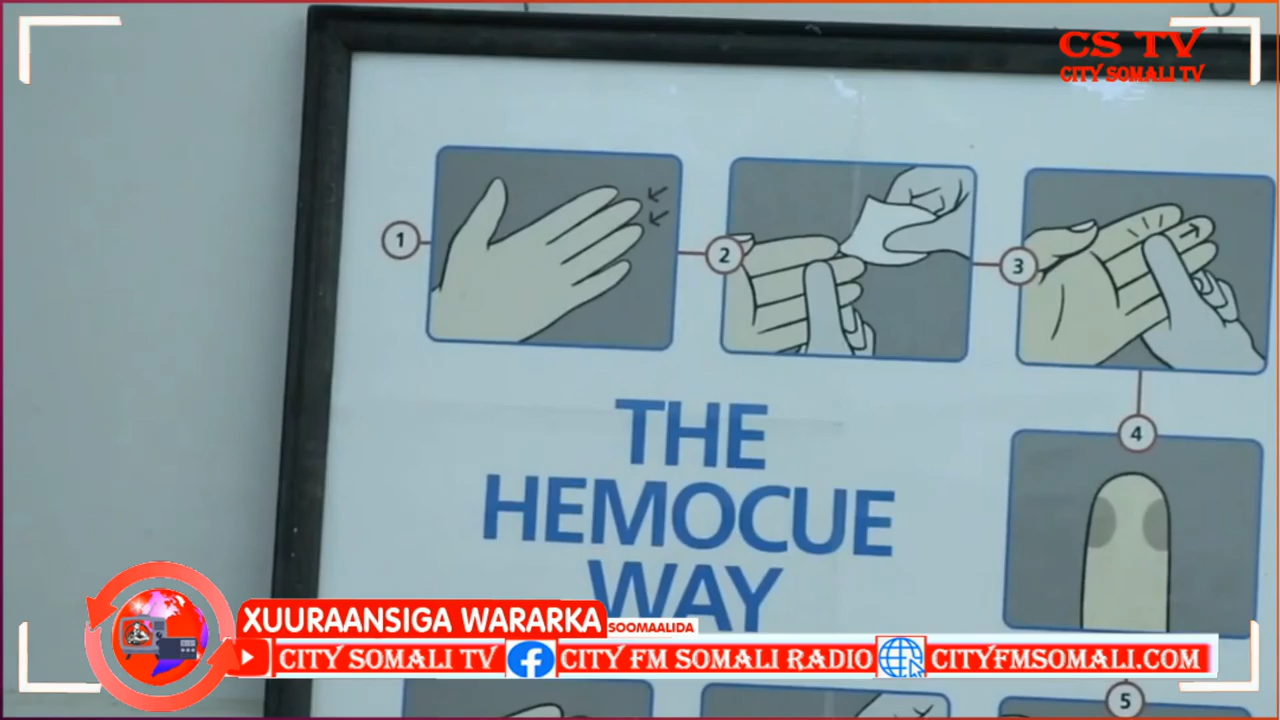 CS TV
CITY SOMALI TV
1
2
3
4
THE
HEMOCUE
WAY
XUURAANSIGA WARARKA
SOOMAALIDA
CITY SOMALI TV
CITY FM SOMALI RADIO
CITYFMSOMALI.COM
5